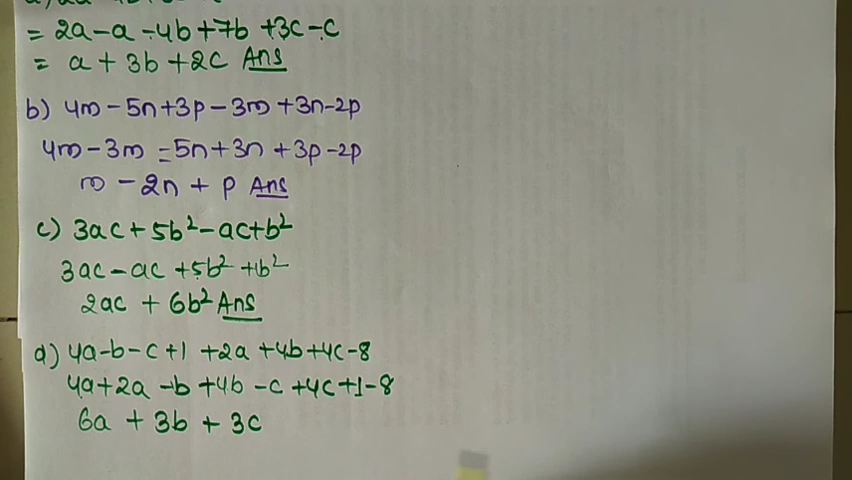 = 2a-a-4b+7b+3c-c
= a + 3b + 2c Ans
b) 4m-5n+3p-3m+3n-2p
4m-3m=5n+3n+3p-2p
m - 2n + p Ans
c) 3ac+5b²-ac+b²
3ac-ac+5b²+b²
2ac + 6b² Ans
d) 4a-b-c+1+2a+4b+4c-8
4a+2a-b+4b-c+4c+1-8
6a + 3b + 3c